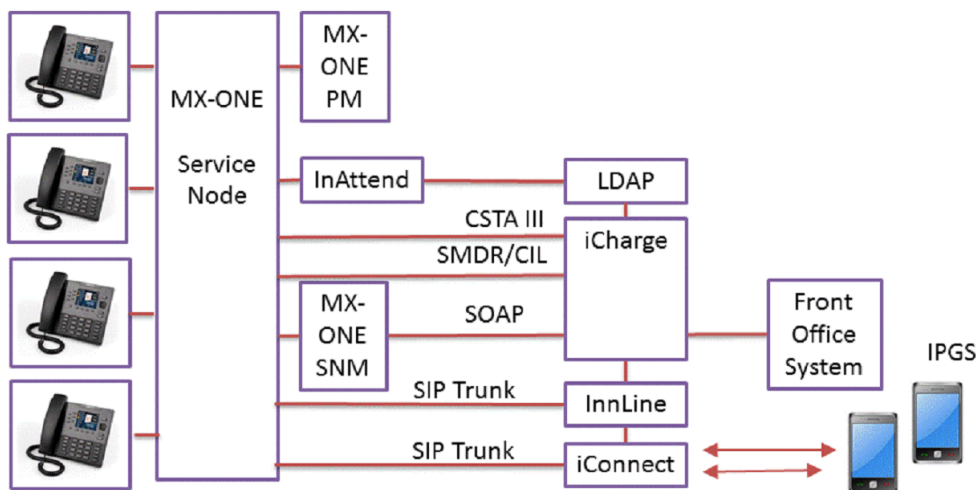 MX-ONE
Service
Node
MX-
ONE
PM
InAttend
LDAP
CSTA III
iCharge
SMDR/CIL
MX-
ONE
SNM
SOAP
Front
Office
System
IPGS
SIP Trunk
InnLine
SIP Trunk
iConnect